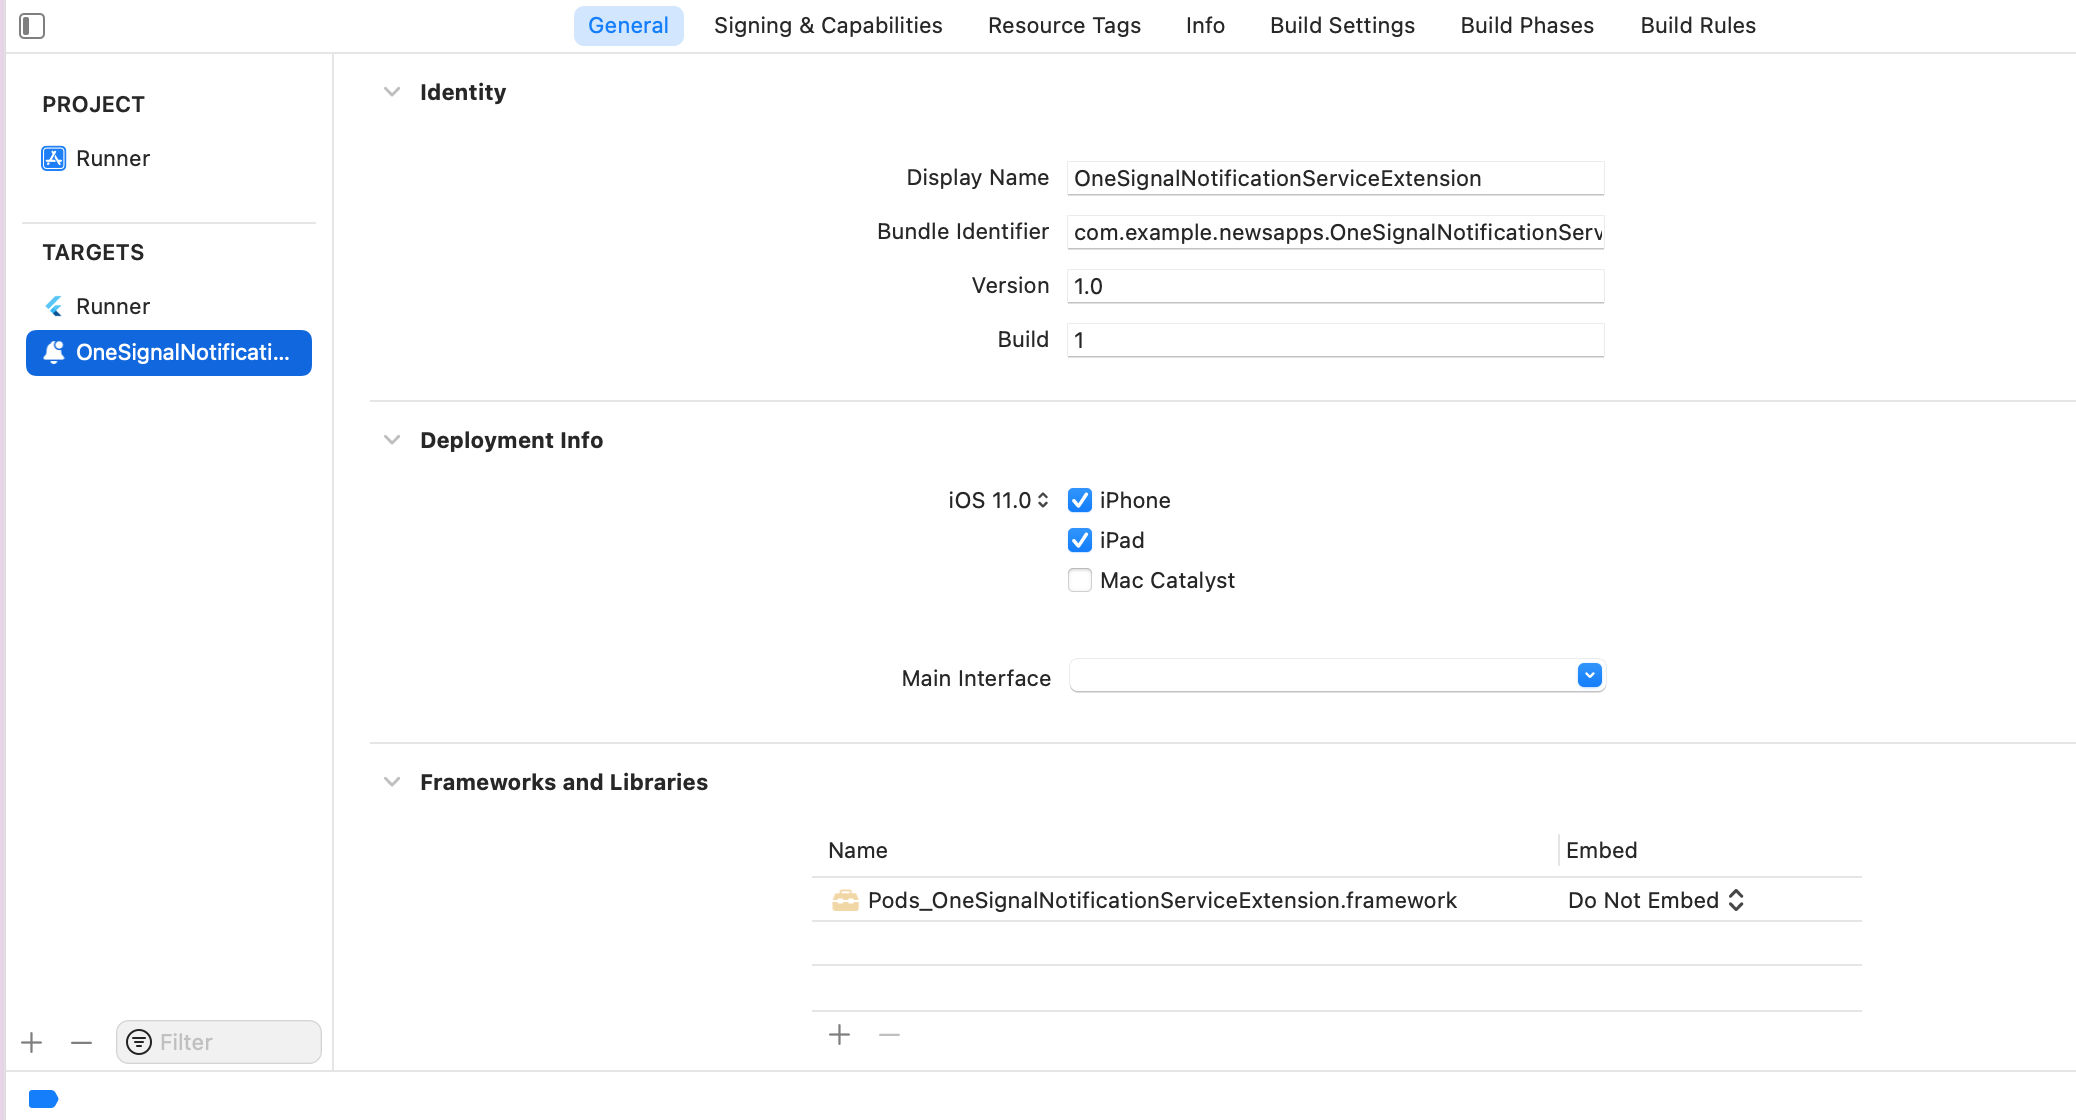 General Signing & Capabilities Resource Tags Info Build Settings Build Phases Build Rules
PROJECT
Runner
TARGETS
Runner
OneSignalNotificati...
Filter
Identity
Display Name OneSignalNotificationServiceExtension
Bundle Identifier com.example.newsapps.OneSignalNotificationServ
Version 1.0
Build 1
Deployment Info
iOS 11.0 iPhone
iPad
Mac Catalyst
Main Interface
Frameworks and Libraries
Name Embed
Pods_OneSignalNotificationServiceExtension.framework Do Not Embed